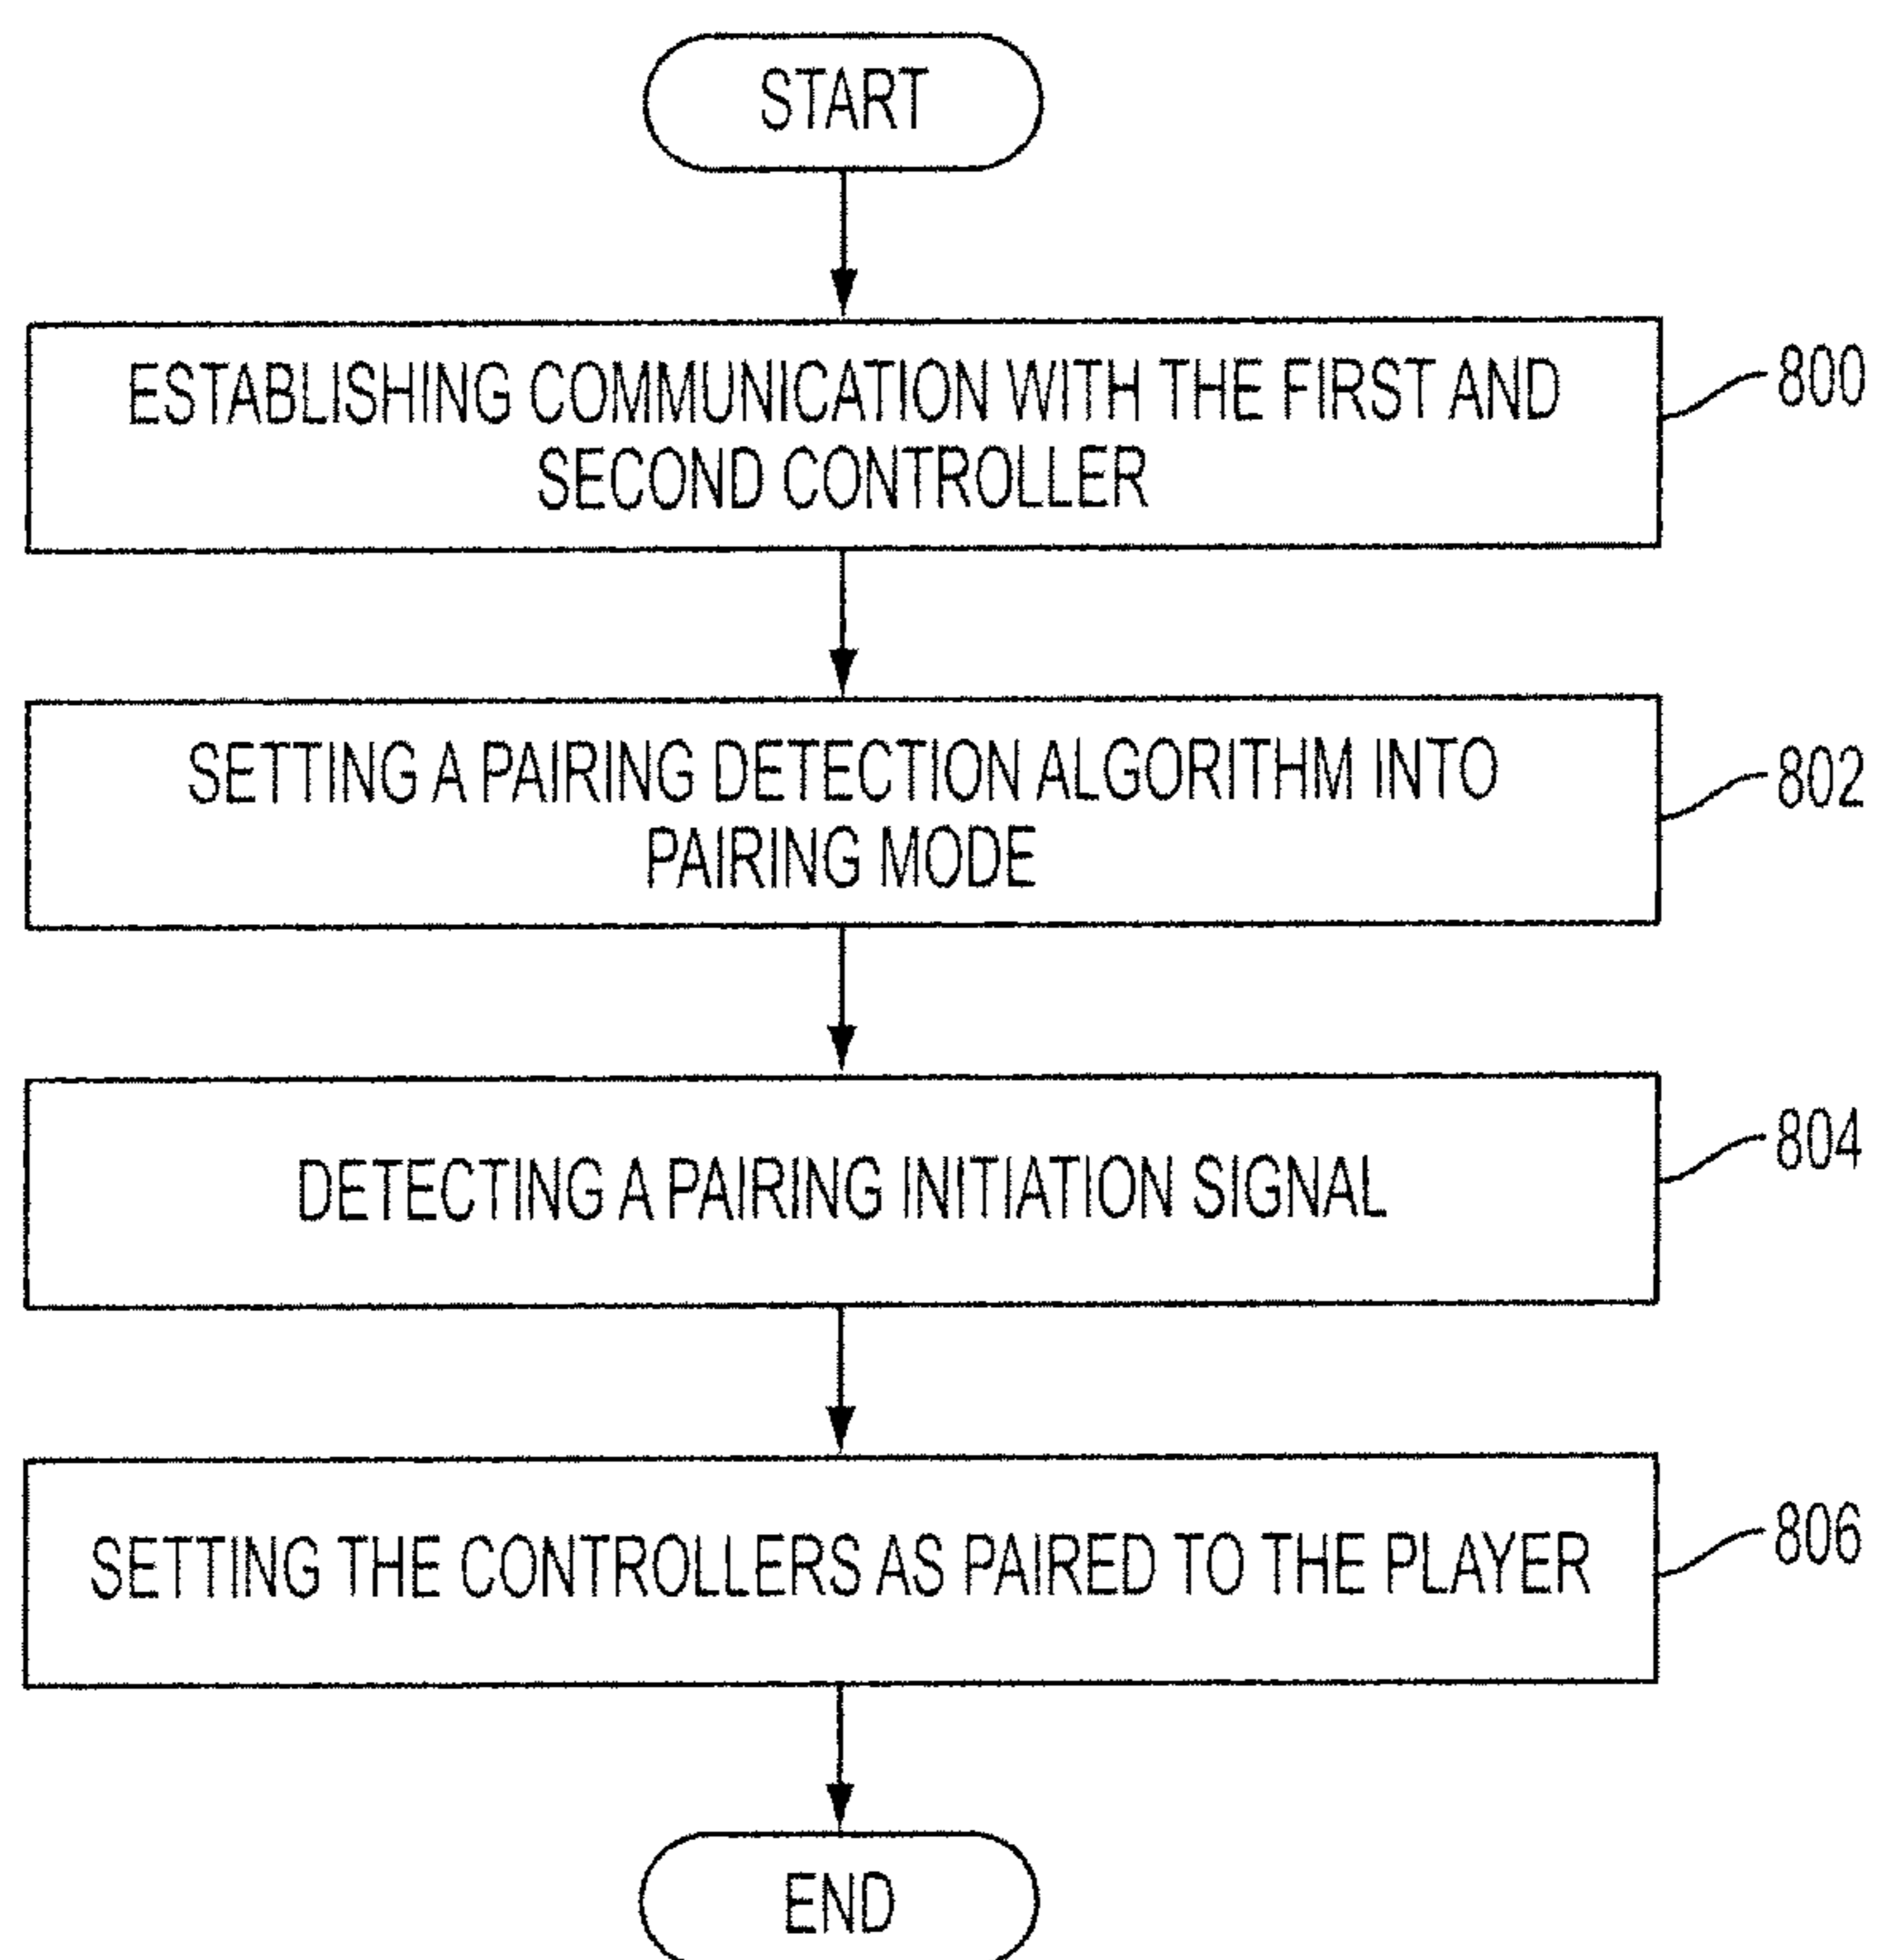 START
ESTABLISHING COMMUNICATION WITH THE FIRST AND
SECOND CONTROLLER
800
SETTING A PAIRING DETECTION ALGORITHM INTO
PAIRING MODE
802
DETECTING A PAIRING INITIATION SIGNAL
804
SETTING THE CONTROLLERS AS PAIRED TO THE PLAYER
806
END